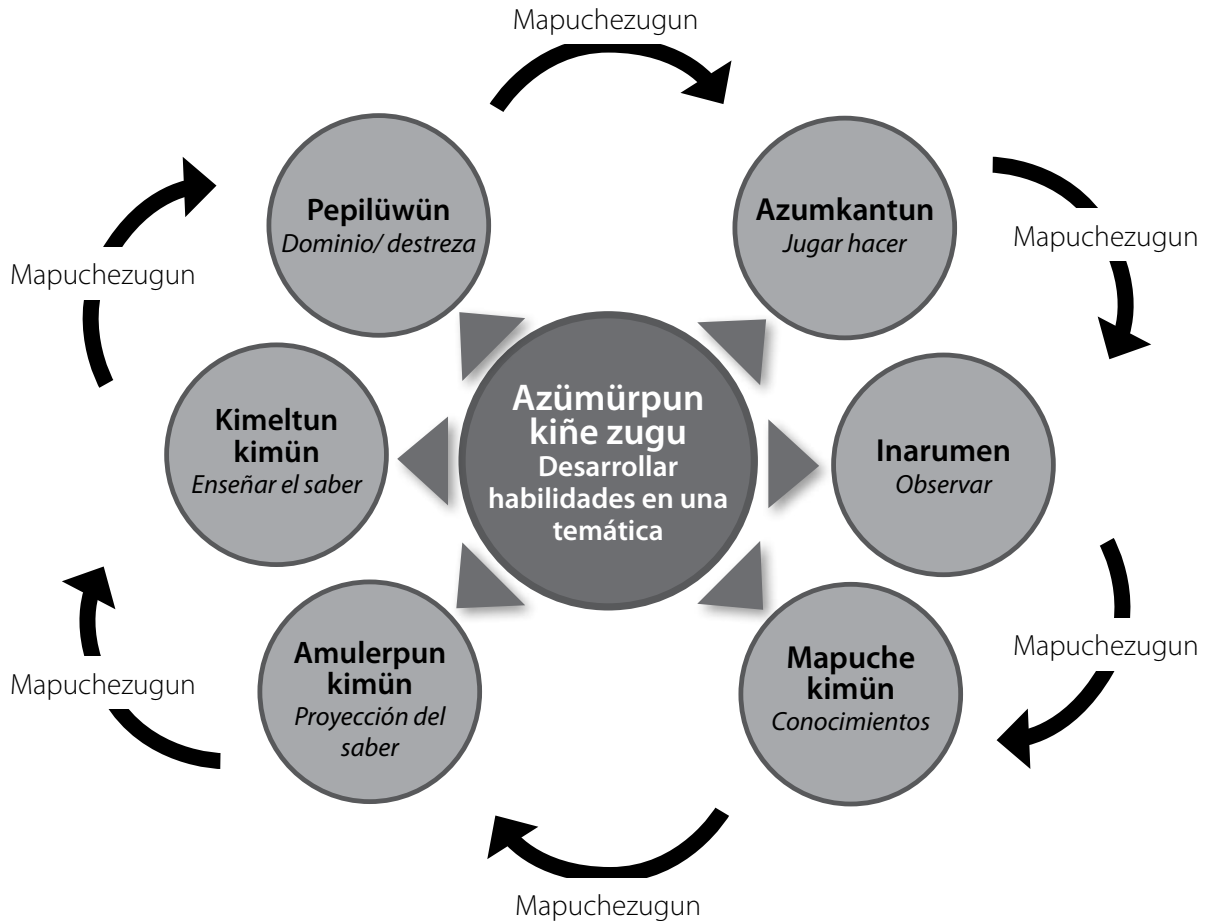 Mapuchezugun
Pepilüwün
Dominio/ destreza
Azumkantun
Jugar hacer
Mapuchezugun
Mapuchezugun
Azümürpun
kiñe zugu
Desarrollar
habilidades en una
temática
Kimeltun
kimün
Enseñar el saber
Inarumen
Observar
Amulerpun
kimün
Proyección del
saber
Mapuche
kimün
Conocimientos
Mapuchezugun
Mapuchezugun
Mapuchezugun